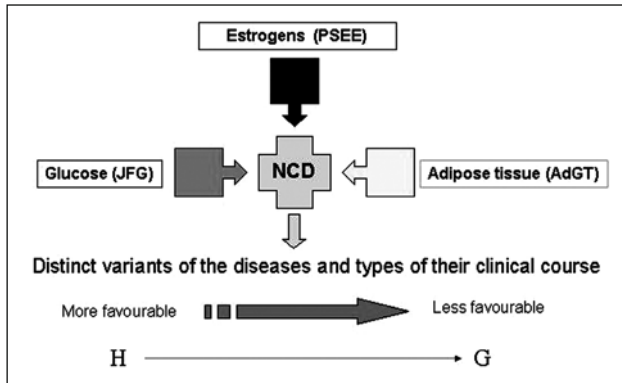 Estrogens (PSEE)
Glucose (JFG)
NCD
Adipose tissue (AdGT)
Distinct variants of the diseases and types of their clinical course
More favourable
Less favourable
H
G